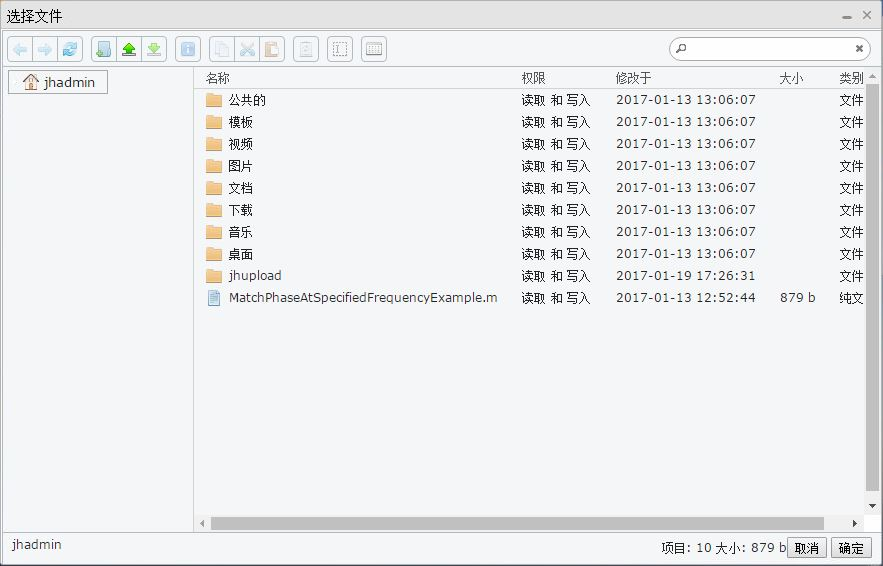 选择文件
jhadmin
名称 权限 修改于 大小 类别
公共的 读取 和 写入 2017-01-13 13:06:07 文件
模板 读取 和 写入 2017-01-13 13:06:07 文件
视频 读取 和 写入 2017-01-13 13:06:07 文件
图片 读取 和 写入 2017-01-13 13:06:07 文件
文档 读取 和 写入 2017-01-13 13:06:07 文件
下载 读取 和 写入 2017-01-13 13:06:07 文件
音乐 读取 和 写入 2017-01-13 13:06:07 文件
桌面 读取 和 写入 2017-01-13 13:06:07 文件
jhupload 读取 和 写入 2017-01-19 17:26:31 文件
MatchPhaseAtSpecifiedFrequencyExample.m 读取 和 写入 2017-01-13 12:52:44 879 b 纯文
jhadmin 项目: 10 大小: 879 b 取消 确定